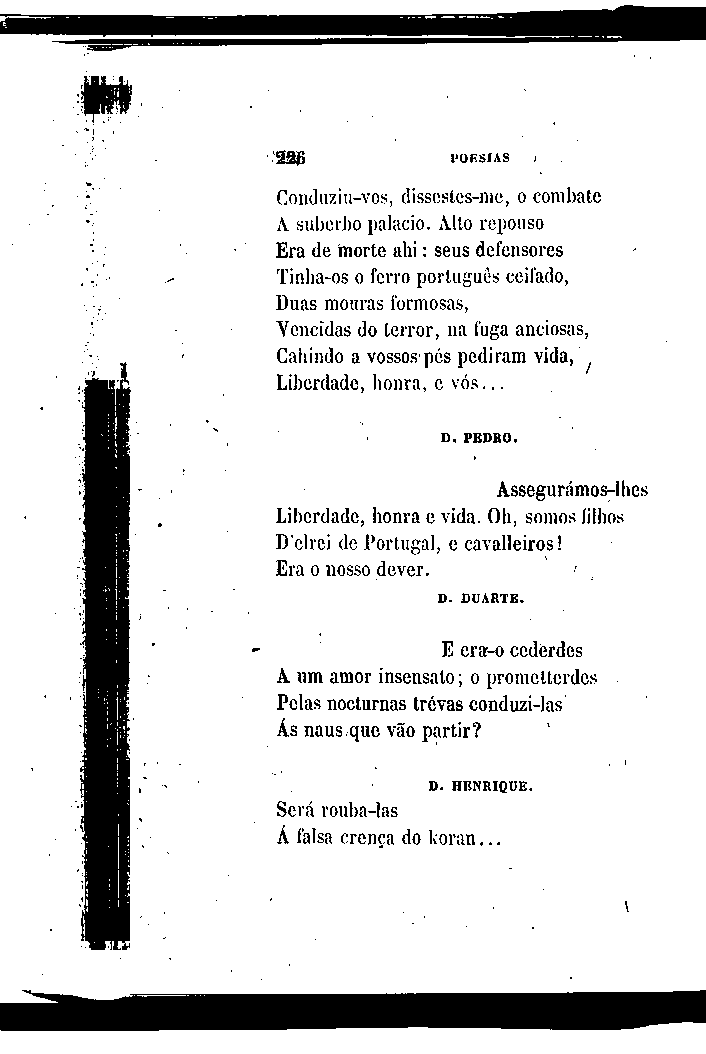 226 POESIAS
Conduziu-vos, dissestes-me, o combate
A suberbo palacio. Alto repouso
Era de morte ahi : seus defensores
Tinha-os o ferro português ceifado,
Duas mouras formosas,
Vencidas do terror, na fuga anciosas,
Cahindo a vossos pés pediram vida,
Liberdade, honra, e vós...
D. PEDRO.
Assegurámos-lhes
Liberdade, honra e vida. Oh, somos filhos
D'elrei de Portugal, e cavalleiros!
Era o nosso dever.
D. DUARTE.
E era-o cederdes
A um amor insensato; o prometterdes
Pelas nocturnas trévas conduzi-las
Ás naus que vão partir?
D. HENRIQUE.
Será rouba-las
Á falsa crença do koran...